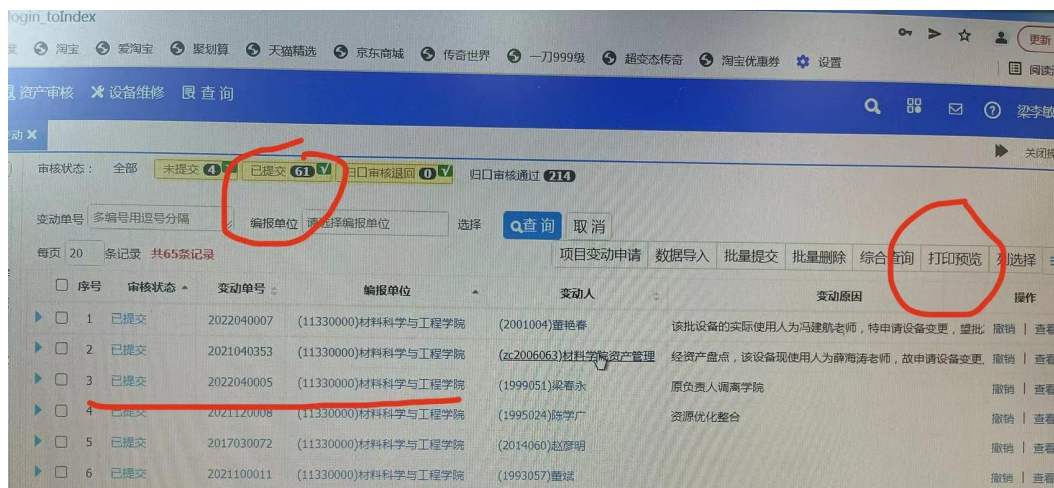 login_toIndex
淘宝 爱淘宝 聚划算 天猫精选 京东商城 传奇世界 一刀999级 超变态传奇 淘宝优惠券 设置
更新
阅读
资产审核 设备维修 查询
梁李敏
变动 ×
关闭操
审核状态： 全部 未提交 4 已提交 61 归口审核退回 0 归口审核通过 214
变动单号 多编号用逗号分隔 编报单位 请选择编报单位 选择 查询 取消
每页 20 条记录 共65条记录 项目变动申请 数据导入 批量提交 批量删除 综合查询 打印预览 列选择
序号 审核状态 变动单号 编报单位 变动人 变动原因 操作
1 已提交 2022040007 (11330000)材料科学与工程学院 (2001004)董艳春 该批设备的实际使用人为冯建航老师，特申请设备变更，望批 撤销 | 查看
2 已提交 2021040353 (11330000)材料科学与工程学院 (zc2006063)材料学院资产管理 经资产盘点，该设备现使用人为薛海涛老师，故申请设备变更 撤销 | 查看
3 已提交 2022040005 (11330000)材料科学与工程学院 (1999051)梁春永 原负责人调离学院 撤销 | 查看
4 已提交 2021120008 (11330000)材料科学与工程学院 (1995024)陈学广 资源优化整合 撤销 | 查看
5 已提交 2017030072 (11330000)材料科学与工程学院 (2014060)赵彦明 撤销 | 查看
6 已提交 2021100011 (11330000)材料科学与工程学院 (1993057)董斌 撤销 | 查看